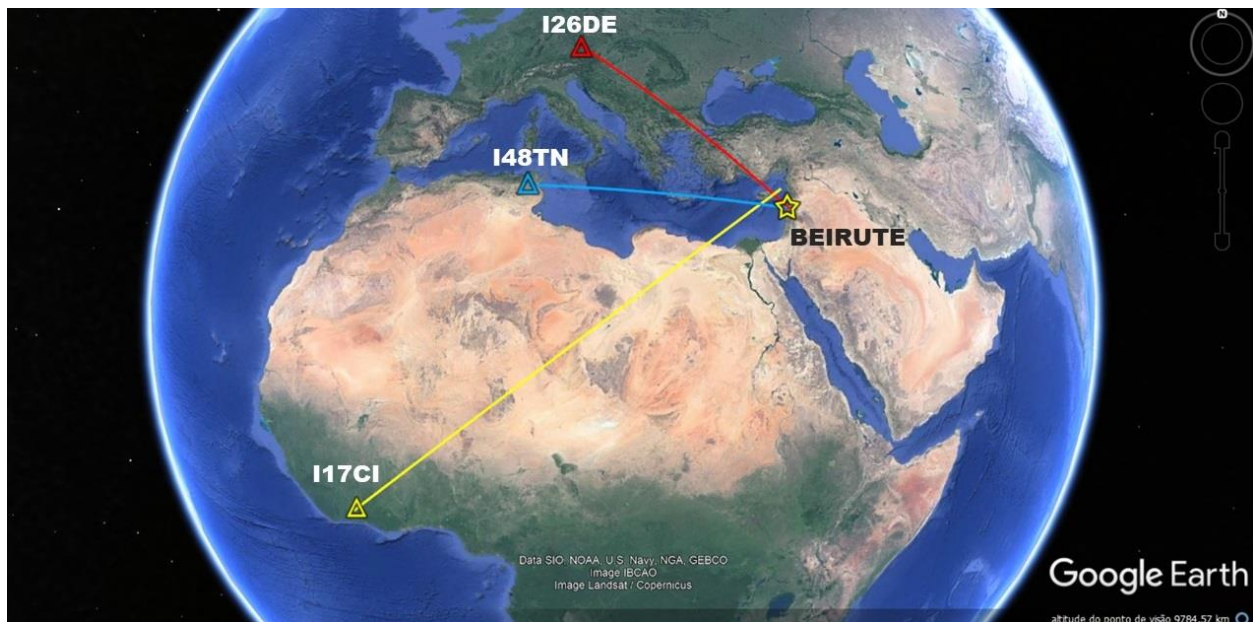 N
I26DE
I48TN
BEIRUTE
I17CI
Data SIO, NOAA, U.S. Navy, NGA, GEBCO
Image IBCAO
Image Landsat / Copernicus
Google Earth
altitude do ponto de visão 9784.57 km